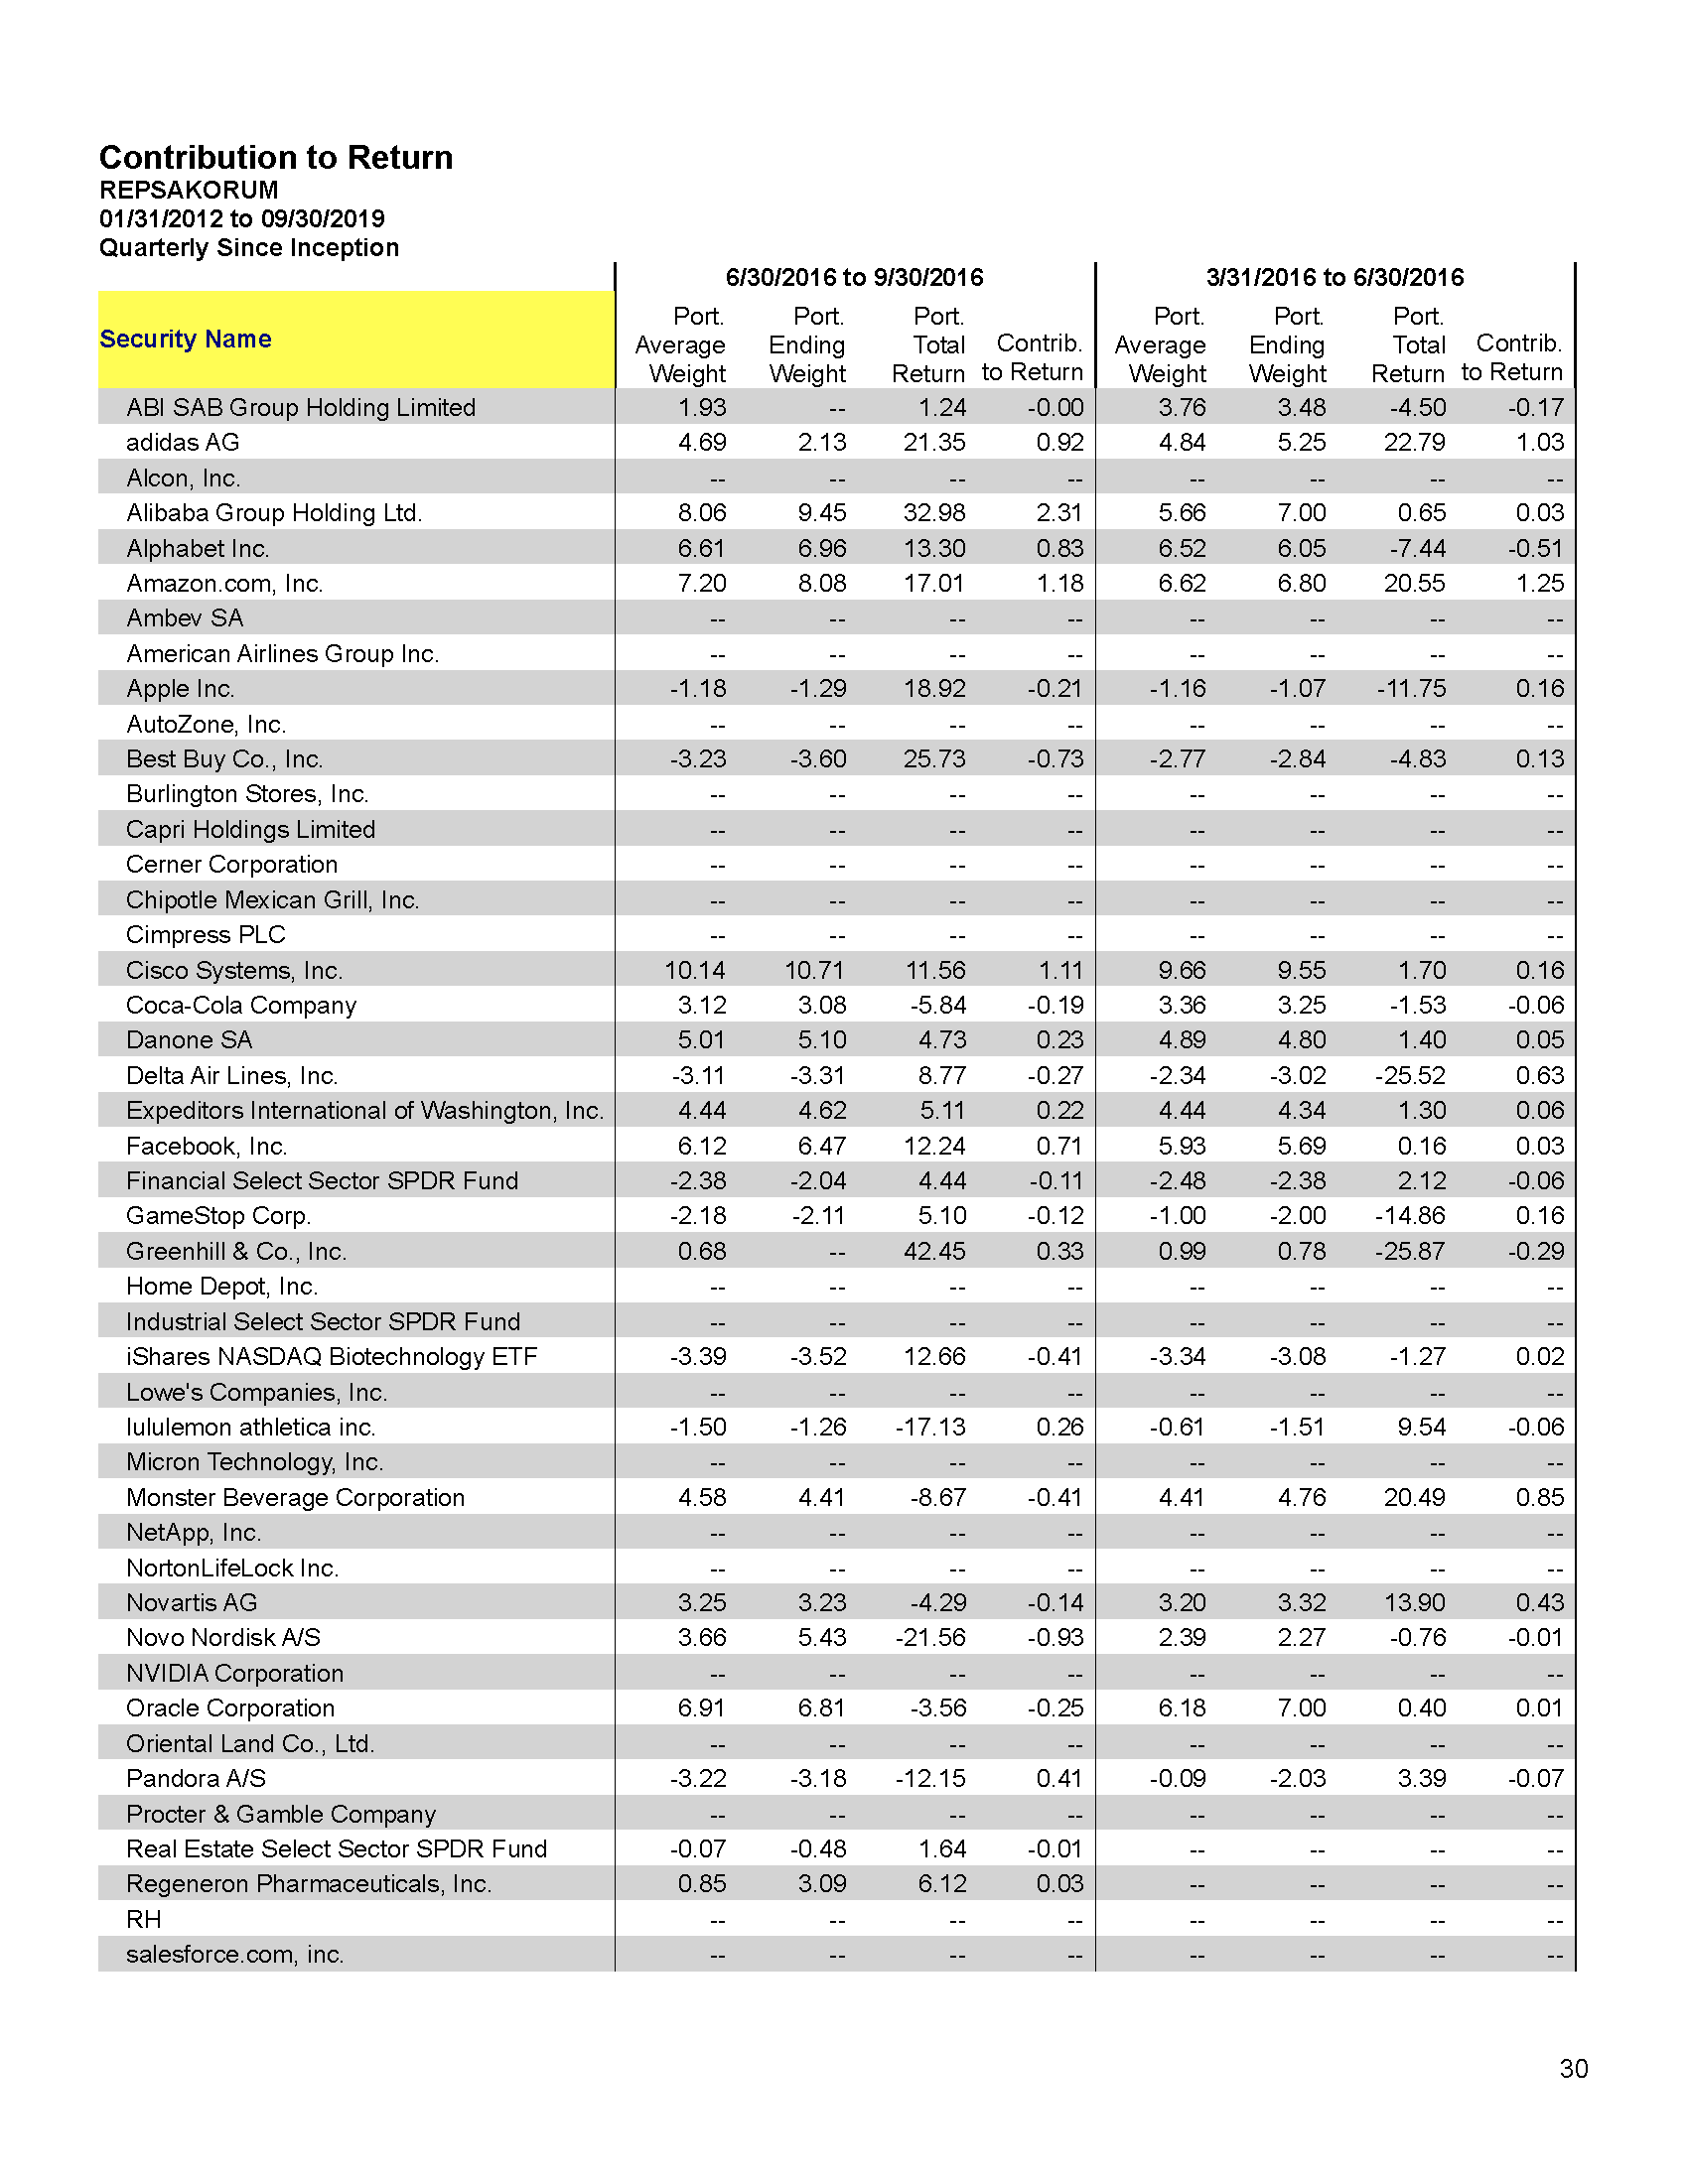 Contribution to Return
REPSAKORUM
01/31/2012 to 09/30/2019
Quarterly Since Inception
6/30/2016 to 9/30/2016 3/31/2016 to 6/30/2016
Security Name Port. Average Weight Port. Ending Weight Port. Total Return Contrib. to Return Port. Average Weight Port. Ending Weight Port. Total Return Contrib. to Return
ABI SAB Group Holding Limited 1.93 -- 1.24 -0.00 3.76 3.48 -4.50 -0.17
adidas AG 4.69 2.13 21.35 0.92 4.84 5.25 22.79 1.03
Alcon, Inc. -- -- -- -- -- -- -- --
Alibaba Group Holding Ltd. 8.06 9.45 32.98 2.31 5.66 7.00 0.65 0.03
Alphabet Inc. 6.61 6.96 13.30 0.83 6.52 6.05 -7.44 -0.51
Amazon.com, Inc. 7.20 8.08 17.01 1.18 6.62 6.80 20.55 1.25
Ambev SA -- -- -- -- -- -- -- --
American Airlines Group Inc. -- -- -- -- -- -- -- --
Apple Inc. -1.18 -1.29 18.92 -0.21 -1.16 -1.07 -11.75 0.16
AutoZone, Inc. -- -- -- -- -- -- -- --
Best Buy Co., Inc. -3.23 -3.60 25.73 -0.73 -2.77 -2.84 -4.83 0.13
Burlington Stores, Inc. -- -- -- -- -- -- -- --
Capri Holdings Limited -- -- -- -- -- -- -- --
Cerner Corporation -- -- -- -- -- -- -- --
Chipotle Mexican Grill, Inc. -- -- -- -- -- -- -- --
Cimpress PLC -- -- -- -- -- -- -- --
Cisco Systems, Inc. 10.14 10.71 11.56 1.11 9.66 9.55 1.70 0.16
Coca-Cola Company 3.12 3.08 -5.84 -0.19 3.36 3.25 -1.53 -0.06
Danone SA 5.01 5.10 4.73 0.23 4.89 4.80 1.40 0.05
Delta Air Lines, Inc. -3.11 -3.31 8.77 -0.27 -2.34 -3.02 -25.52 0.63
Expeditors International of Washington, Inc. 4.44 4.62 5.11 0.22 4.44 4.34 1.30 0.06
Facebook, Inc. 6.12 6.47 12.24 0.71 5.93 5.69 0.16 0.03
Financial Select Sector SPDR Fund -2.38 -2.04 4.44 -0.11 -2.48 -2.38 2.12 -0.06
GameStop Corp. -2.18 -2.11 5.10 -0.12 -1.00 -2.00 -14.86 0.16
Greenhill & Co., Inc. 0.68 -- 42.45 0.33 0.99 0.78 -25.87 -0.29
Home Depot, Inc. -- -- -- -- -- -- -- --
Industrial Select Sector SPDR Fund -- -- -- -- -- -- -- --
iShares NASDAQ Biotechnology ETF -3.39 -3.52 12.66 -0.41 -3.34 -3.08 -1.27 0.02
Lowe's Companies, Inc. -- -- -- -- -- -- -- --
lululemon athletica inc. -1.50 -1.26 -17.13 0.26 -0.61 -1.51 9.54 -0.06
Micron Technology, Inc. -- -- -- -- -- -- -- --
Monster Beverage Corporation 4.58 4.41 -8.67 -0.41 4.41 4.76 20.49 0.85
NetApp, Inc. -- -- -- -- -- -- -- --
NortonLifeLock Inc. -- -- -- -- -- -- -- --
Novartis AG 3.25 3.23 -4.29 -0.14 3.20 3.32 13.90 0.43
Novo Nordisk A/S 3.66 5.43 -21.56 -0.93 2.39 2.27 -0.76 -0.01
NVIDIA Corporation -- -- -- -- -- -- -- --
Oracle Corporation 6.91 6.81 -3.56 -0.25 6.18 7.00 0.40 0.01
Oriental Land Co., Ltd. -- -- -- -- -- -- -- --
Pandora A/S -3.22 -3.18 -12.15 0.41 -0.09 -2.03 3.39 -0.07
Procter & Gamble Company -- -- -- -- -- -- -- --
Real Estate Select Sector SPDR Fund -0.07 -0.48 1.64 -0.01 -- -- -- --
Regeneron Pharmaceuticals, Inc. 0.85 3.09 6.12 0.03 -- -- -- --
RH -- -- -- -- -- -- -- --
salesforce.com, inc. -- -- -- -- -- -- -- --
30